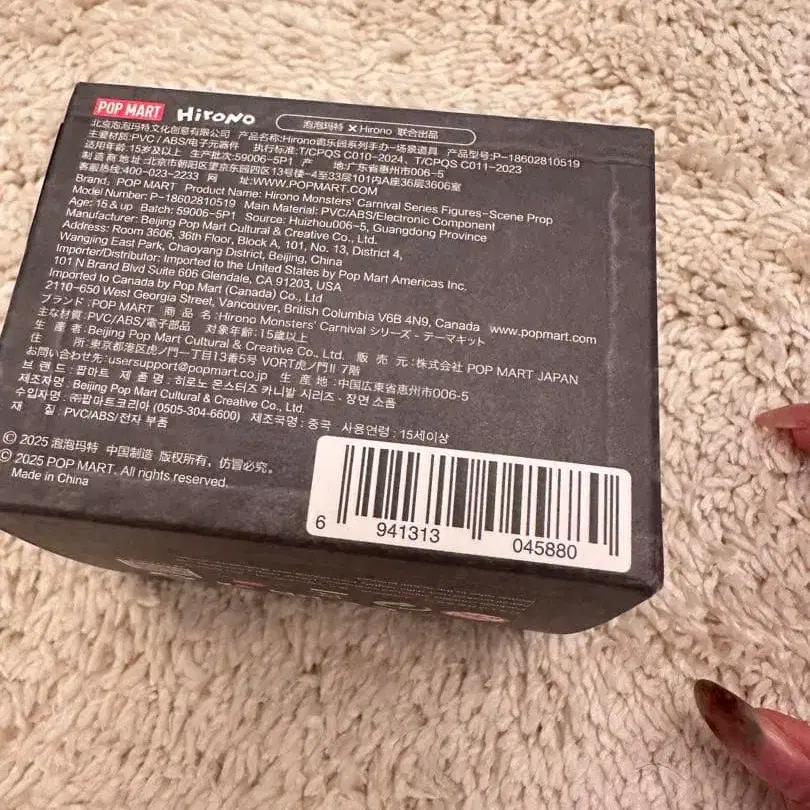 POP MART HIRONO 泡泡玛特 × Hirono 联合出品
北京泡泡玛特文化创意有限公司 产品名称:Hirono诡乐园系列手办-场景道具 产品型号:P-18602810519
主要材质:PVC / ABS/电子元器件 执行标准:T/CPQS C010-2024、T/CPQS C011-2023
适用年龄:15岁及以上 生产批次:59006-5P1 产 地:广东省惠州市006-5
制造商地址:北京市朝阳区望京东园四区13号楼-4至33层101内A座36层3606室
客服热线:400-023-2233 网 址:WWW.POPMART.COM
Brand: POP MART Product Name: Hirono Monsters' Carnival Series Figures-Scene Prop
Model Number: P-18602810519 Main Material: PVC/ABS/Electronic Component
Age: 15 & up Batch: 59006-5P1 Source: Huizhou006-5, Guangdong Province
Manufacturer: Beijing Pop Mart Cultural & Creative Co., Ltd.
Address: Room 3606, 36th Floor, Block A, 101, No. 13, District 4,
Wangjing East Park, Chaoyang District, Beijing, China
Importer/Distributor: Imported to the United States by Pop Mart Americas Inc.
101 N Brand Blvd Suite 606 Glendale, CA 91203, USA
Imported to Canada by Pop Mart (Canada) Co., Ltd
2110-650 West Georgia Street, Vancouver, British Columbia V6B 4N9, Canada www.popmart.com
ブランド:POP MART 商 品 名:Hirono Monsters' Carnival シリーズ - テーマキット
主な材質:PVC/ABS/電子部品 対象年齢:15歳以上
生 産 者:Beijing Pop Mart Cultural & Creative Co., Ltd. 販 売 元:株式会社 POP MART JAPAN
住 所:東京都港区虎ノ門一丁目13番5号 VORT虎ノ門II 7階
お問い合わせ先:usersupport@popmart.co.jp 生 産 地:中国広東省恵州市006-5
브 랜 드:팝마트 제 품 명:히로노 몬스터즈 카니발 시리즈 - 장면 소품
제조자명:Beijing Pop Mart Cultural & Creative Co., Ltd.
수입자명:㈜팝마트코리아 (0505-304-6600) 제조국명:중국 사용연령:15세이상
재 질:PVC/ABS/전자 부품
© 2025 泡泡玛特 中国制造 版权所有，仿冒必究。
© 2025 POP MART. All rights reserved.
Made in China
6 941313 045880